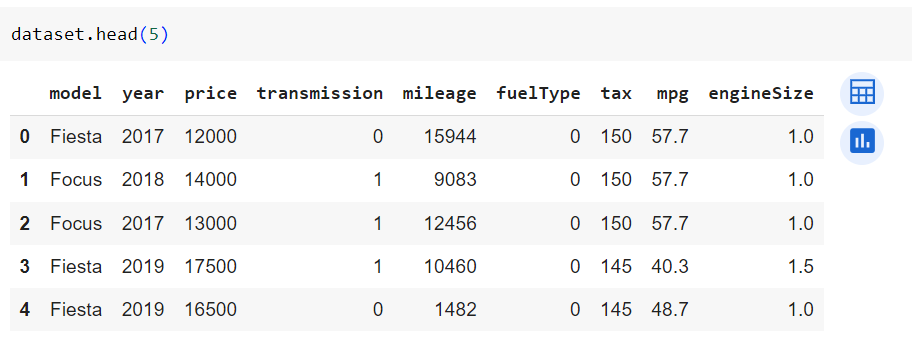 dataset.head(5)
model year price transmission mileage fuelType tax mpg engineSize
0 Fiesta 2017 12000 0 15944 0 150 57.7 1.0
1 Focus 2018 14000 1 9083 0 150 57.7 1.0
2 Focus 2017 13000 1 12456 0 150 57.7 1.0
3 Fiesta 2019 17500 1 10460 0 145 40.3 1.5
4 Fiesta 2019 16500 0 1482 0 145 48.7 1.0